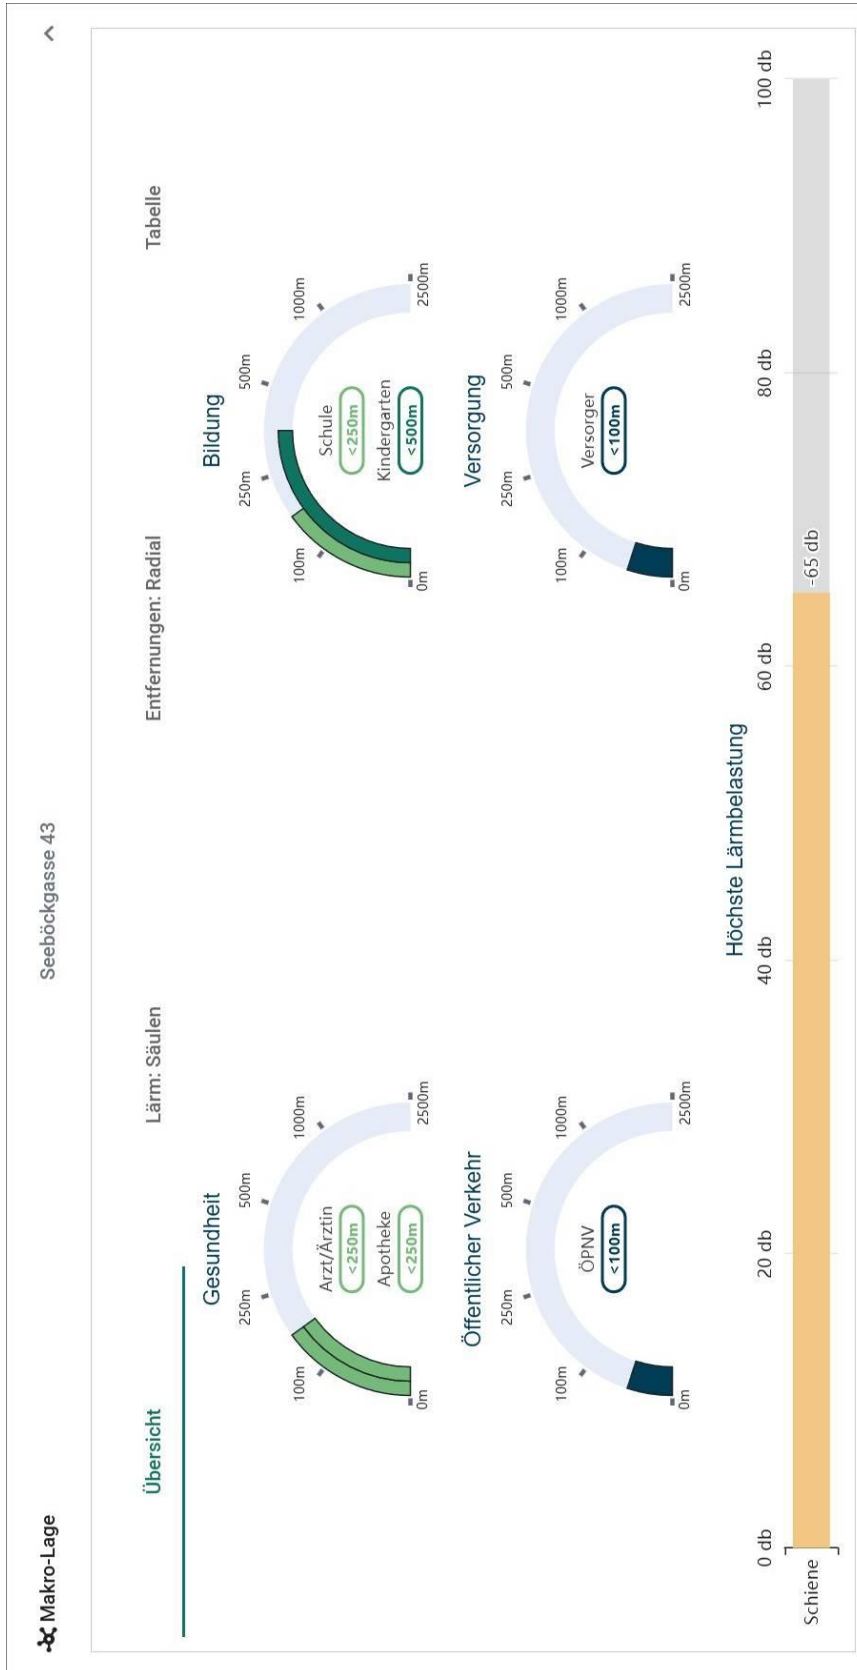 Makro-Lage
Seeböckgasse 43
Übersicht
Lärm: Säulen
Entfernungen: Radial
Tabelle
Gesundheit
0m
100m
250m
500m
1000m
2500m
Arzt/Ärztin
<250m
Apotheke
<250m
Bildung
0m
100m
250m
500m
1000m
2500m
Schule
<250m
Kindergarten
<500m
Öffentlicher Verkehr
0m
100m
250m
500m
1000m
2500m
ÖPNV
<100m
Versorgung
0m
100m
250m
500m
1000m
2500m
Versorger
<100m
Höchste Lärmbelastung
0 db
20 db
40 db
60 db
80 db
100 db
Schiene
-65 db